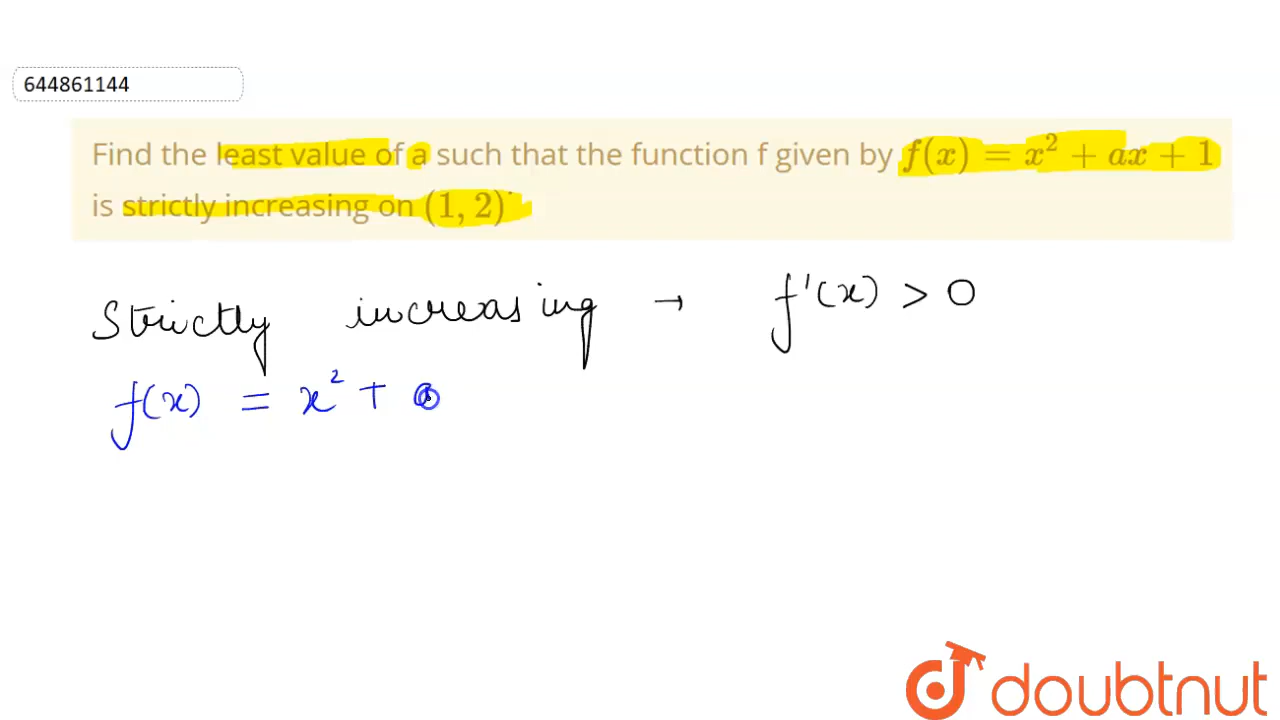 644861144
Find the least value of a such that the function f given by f(x) = x² + ax + 1
is strictly increasing on (1, 2)˙
Strictly increasing → f'(x) > 0
f(x) = x² +
doubtnut